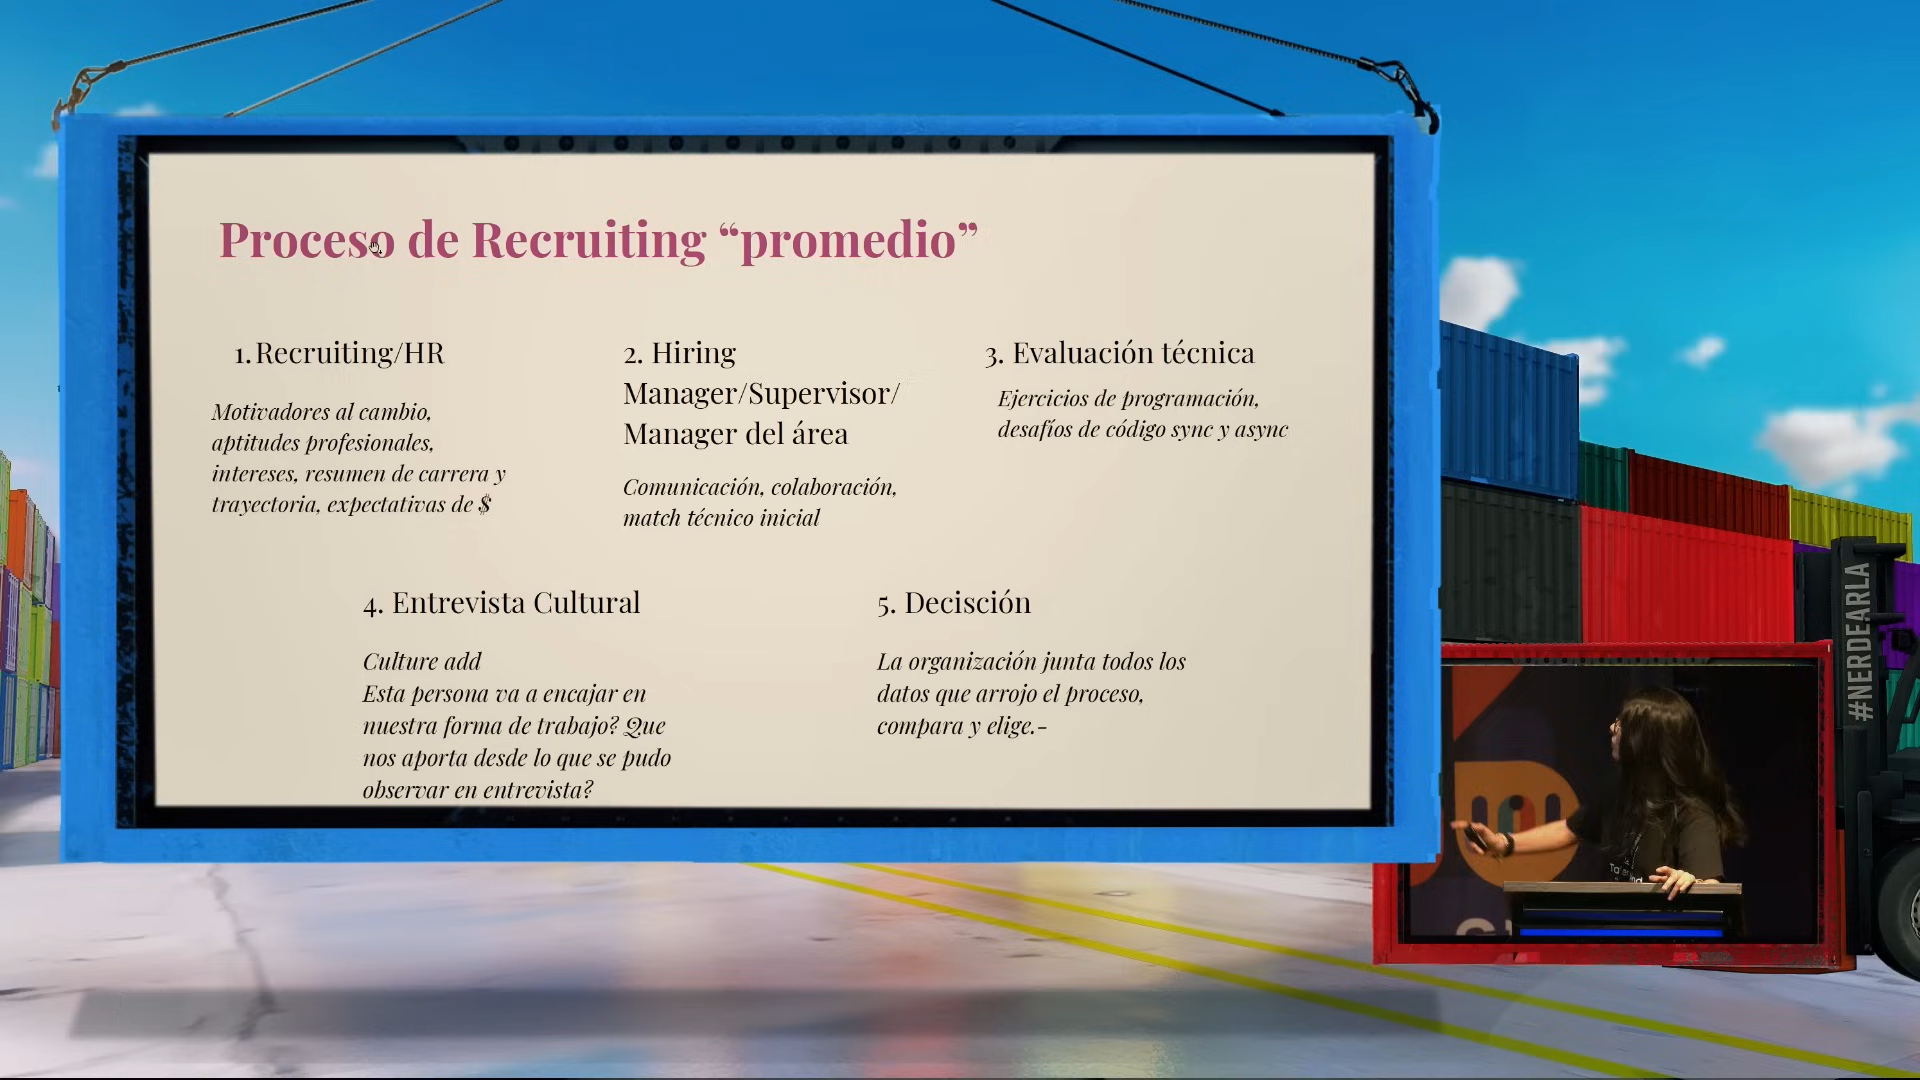 Proceso de Recruiting “promedio”
1.Recruiting/HR
Motivadores al cambio,
aptitudes profesionales,
intereses, resumen de carrera y
trayectoria, expectativas de $
2. Hiring
Manager/Supervisor/
Manager del área
Comunicación, colaboración,
match técnico inicial
3. Evaluación técnica
Ejercicios de programación,
desafíos de código sync y async
4. Entrevista Cultural
Culture add
Esta persona va a encajar en
nuestra forma de trabajo? Que
nos aporta desde lo que se pudo
observar en entrevista?
5. Decisción
La organización junta todos los
datos que arrojo el proceso,
compara y elige.-
#NERDEARLA